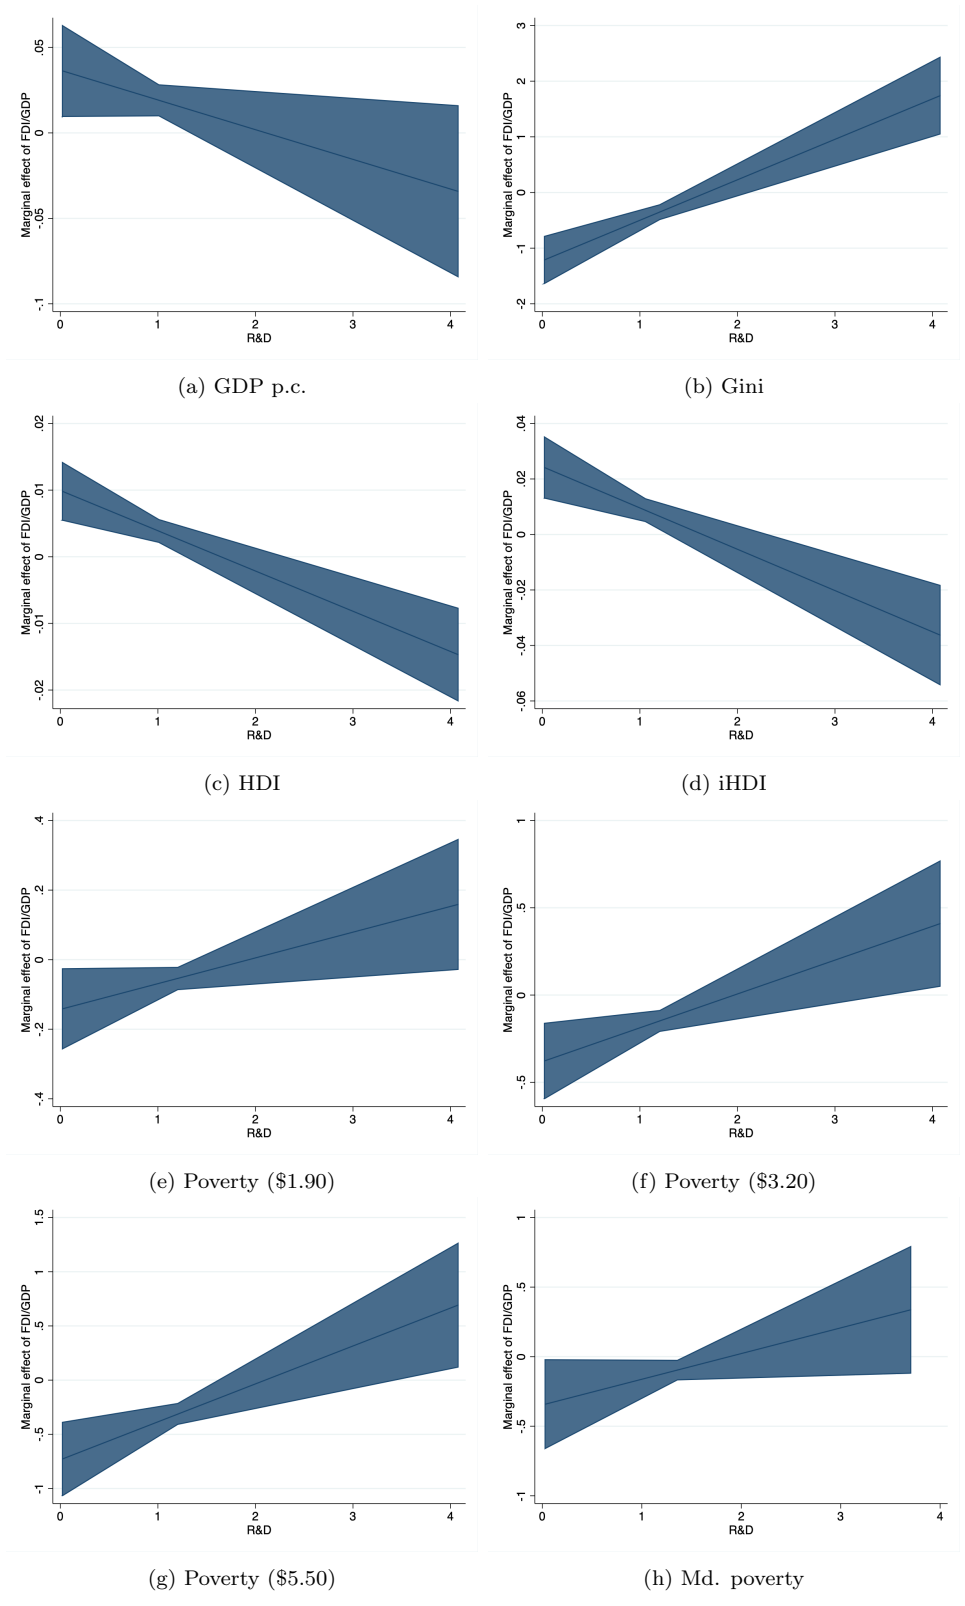 Marginal effect of FDI/GDP
.05
0
-.05
-.1
0 1 2 3 4
R&D
(a) GDP p.c.
Marginal effect of FDI/GDP
3
2
1
0
-1
-2
0 1 2 3 4
R&D
(b) Gini
Marginal effect of FDI/GDP
.02
.01
0
-.01
-.02
0 1 2 3 4
R&D
(c) HDI
Marginal effect of FDI/GDP
.04
.02
0
-.02
-.04
-.06
0 1 2 3 4
R&D
(d) iHDI
Marginal effect of FDI/GDP
.4
.2
0
-.2
-.4
0 1 2 3 4
R&D
(e) Poverty ($1.90)
Marginal effect of FDI/GDP
1
.5
0
-.5
0 1 2 3 4
R&D
(f) Poverty ($3.20)
Marginal effect of FDI/GDP
1.5
1
.5
0
-.5
-1
0 1 2 3 4
R&D
(g) Poverty ($5.50)
Marginal effect of FDI/GDP
1
.5
0
-.5
-1
0 1 2 3 4
R&D
(h) Md. poverty